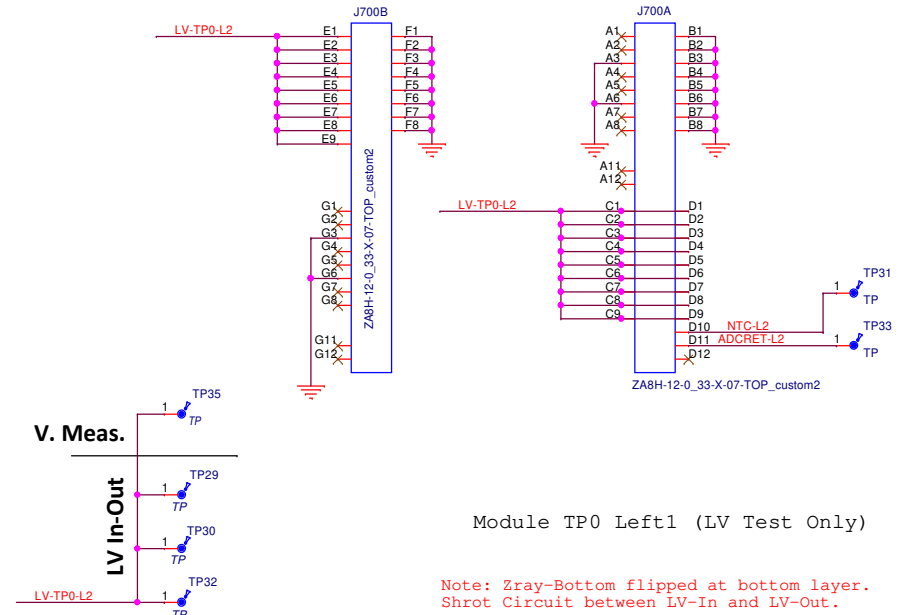 J700B
LV-TP0-L2
E1
E2
E3
E4
E5
E6
E7
E8
E9
F1
F2
F3
F4
F5
F6
F7
F8
G1
G2
G3
G4
G5
G6
G7
G8
G11
G12
ZA8H-12-0_33-X-07-TOP_custom2
J700A
A1
A2
A3
A4
A5
A6
A7
A8
A11
A12
B1
B2
B3
B4
B5
B6
B7
B8
LV-TP0-L2
C1
C2
C3
C4
C5
C6
C7
C8
C9
D1
D2
D3
D4
D5
D6
D7
D8
D9
D10 NTC-L2
D11 ADCRET-L2
D12
1 TP31
TP
1 TP33
TP
ZA8H-12-0_33-X-07-TOP_custom2
TP35
1
TP
V. Meas.
LV In-Out
TP29
1
TP
TP30
1
TP
TP32
1
TP
LV-TP0-L2
Module TP0 Left1 (LV Test Only)
Note: Zray-Bottom flipped at bottom layer.
Shrot Circuit between LV-In and LV-Out.